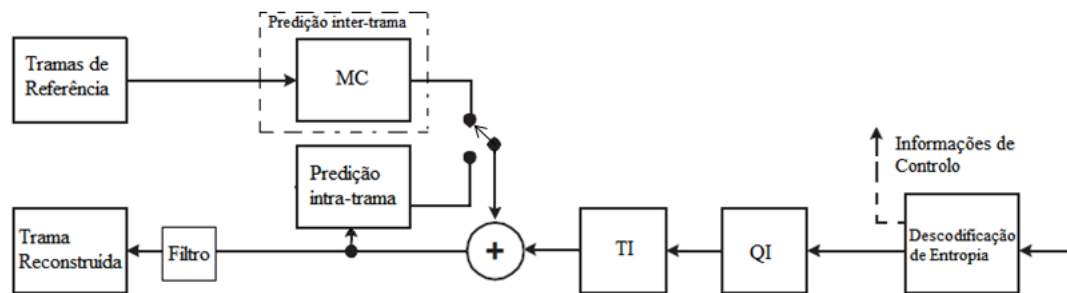 Predição inter-trama
Tramas de
Referência
MC
Informações de
Controlo
Predição
intra-trama
Trama
Reconstruída
Filtro
+
TI
QI
Descodificação
de Entropia